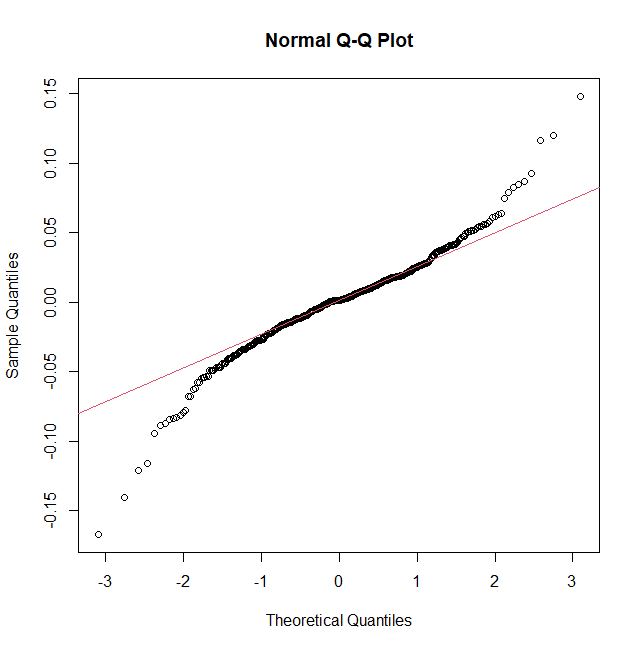 Normal Q-Q Plot
0.15
0.10
0.05
0.00
-0.05
-0.10
-0.15
Sample Quantiles
-3 -2 -1 0 1 2 3
Theoretical Quantiles